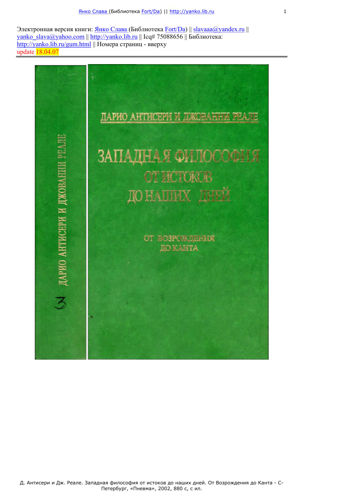 Янко Слава (Библиотека Fort/Da) || http://yanko.lib.ru
1
Электронная версия книги: Янко Слава (Библиотека Fort/Da) || slavaaa@yandex.ru ||
yanko_slava@yahoo.com || http://yanko.lib.ru || Icq# 75088656 || Библиотека:
http://yanko.lib.ru/gum.html || Номера страниц - вверху
update 18.04.07
ДАРИО АНТИСЕРИ И ДЖОВАННИ РЕАЛЕ
3
ДАРИО АНТИСЕРИ И ДЖОВАННИ РЕАЛЕ
ЗАПАДНАЯ ФИЛОСОФИЯ
ОТ ИСТОКОВ
ДО НАШИХ ДНЕЙ
ОТ ВОЗРОЖДЕНИЯ
ДО КАНТА
Д. Антисери и Дж. Реале. Западная философия от истоков до наших дней. От Возрождения до Канта - С-
Петербург, «Пневма», 2002, 880 с, с ил.